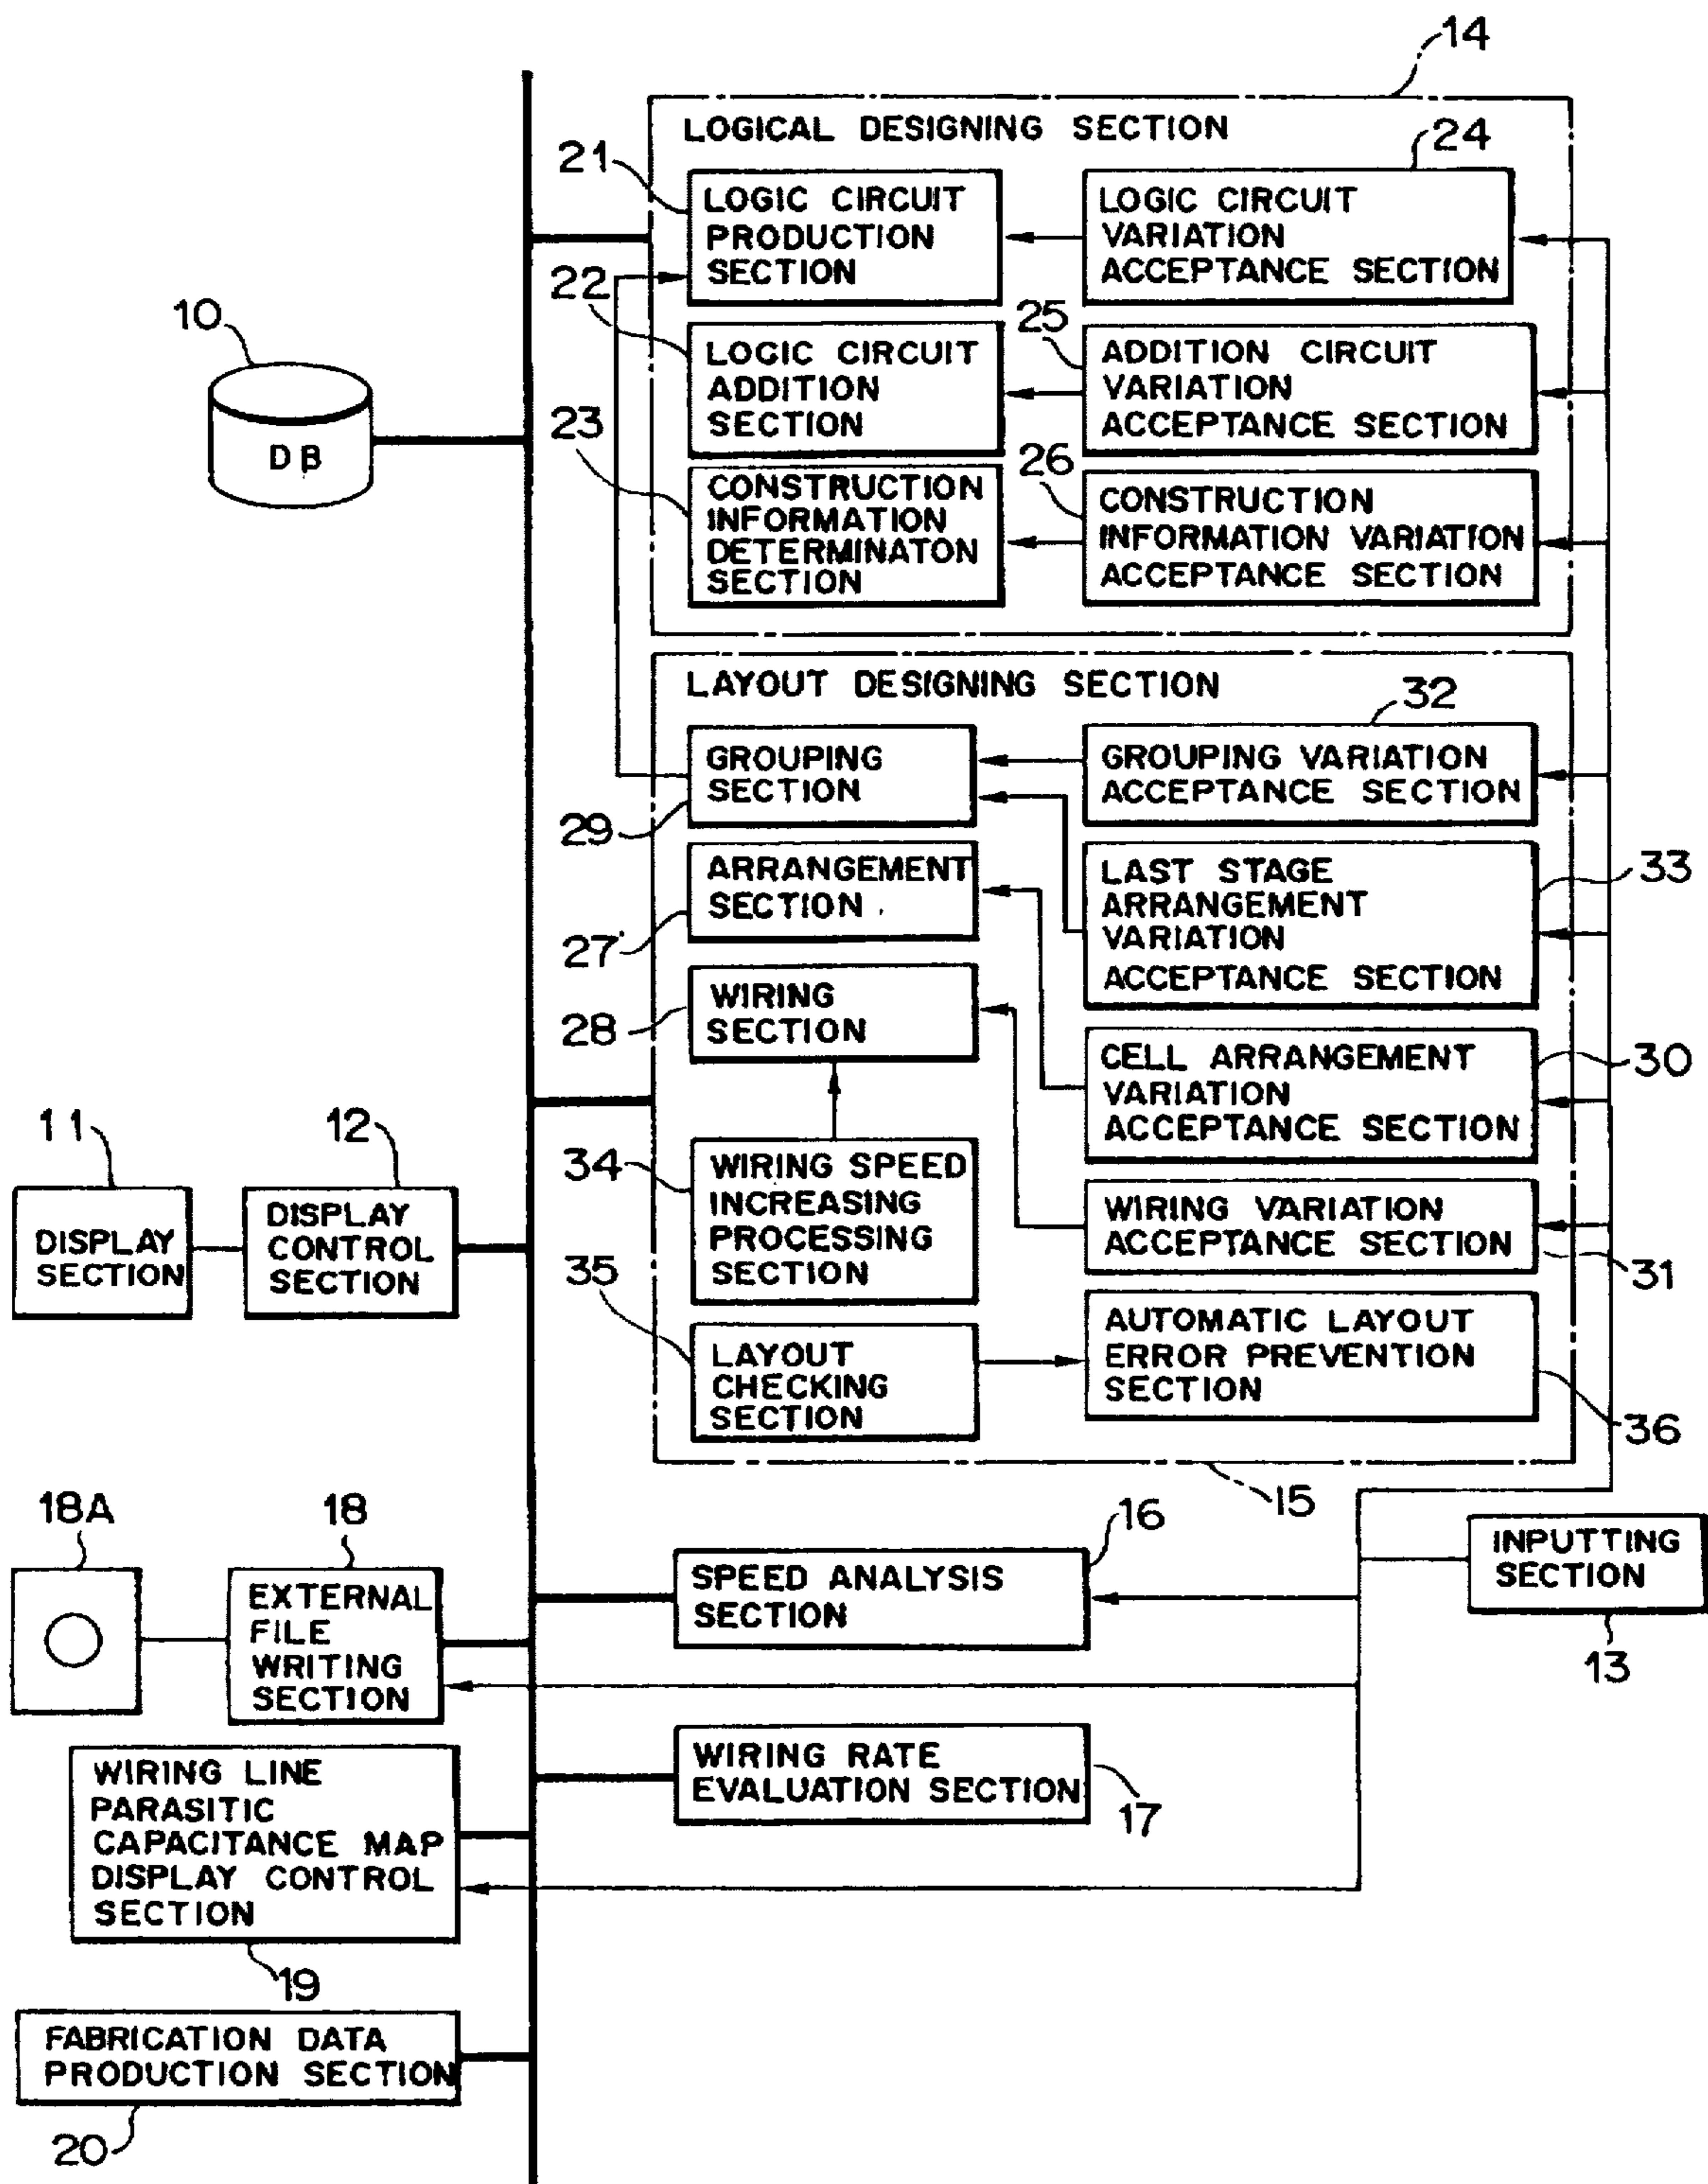 14
LOGICAL DESIGNING SECTION
21
24
LOGIC CIRCUIT
PRODUCTION
SECTION
LOGIC CIRCUIT
VARIATION
ACCEPTANCE SECTION
22
25
LOGIC CIRCUIT
ADDITION
SECTION
ADDITION CIRCUIT
VARIATION
ACCEPTANCE SECTION
10
DB
23
26
CONSTRUCTION
INFORMATION
DETERMINATON
SECTION
CONSTRUCTION
INFORMATION VARIATION
ACCEPTANCE SECTION
LAYOUT DESIGNING SECTION
32
GROUPING
SECTION
GROUPING VARIATION
ACCEPTANCE SECTION
29
ARRANGEMENT
SECTION
27
LAST STAGE
ARRANGEMENT
VARIATION
ACCEPTANCE SECTION
33
WIRING
SECTION
28
CELL ARRANGEMENT
VARIATION
ACCEPTANCE SECTION
30
11
12
DISPLAY
SECTION
DISPLAY
CONTROL
SECTION
34
WIRING SPEED
INCREASING
PROCESSING
SECTION
WIRING VARIATION
ACCEPTANCE SECTION
31
35
LAYOUT
CHECKING
SECTION
AUTOMATIC LAYOUT
ERROR PREVENTION
SECTION
36
15
18A
18
EXTERNAL
FILE
WRITING
SECTION
16
SPEED ANALYSIS
SECTION
INPUTTING
SECTION
13
WIRING RATE
EVALUATION SECTION
17
WIRING LINE
PARASITIC
CAPACITANCE MAP
DISPLAY CONTROL
SECTION
19
FABRICATION DATA
PRODUCTION SECTION
20